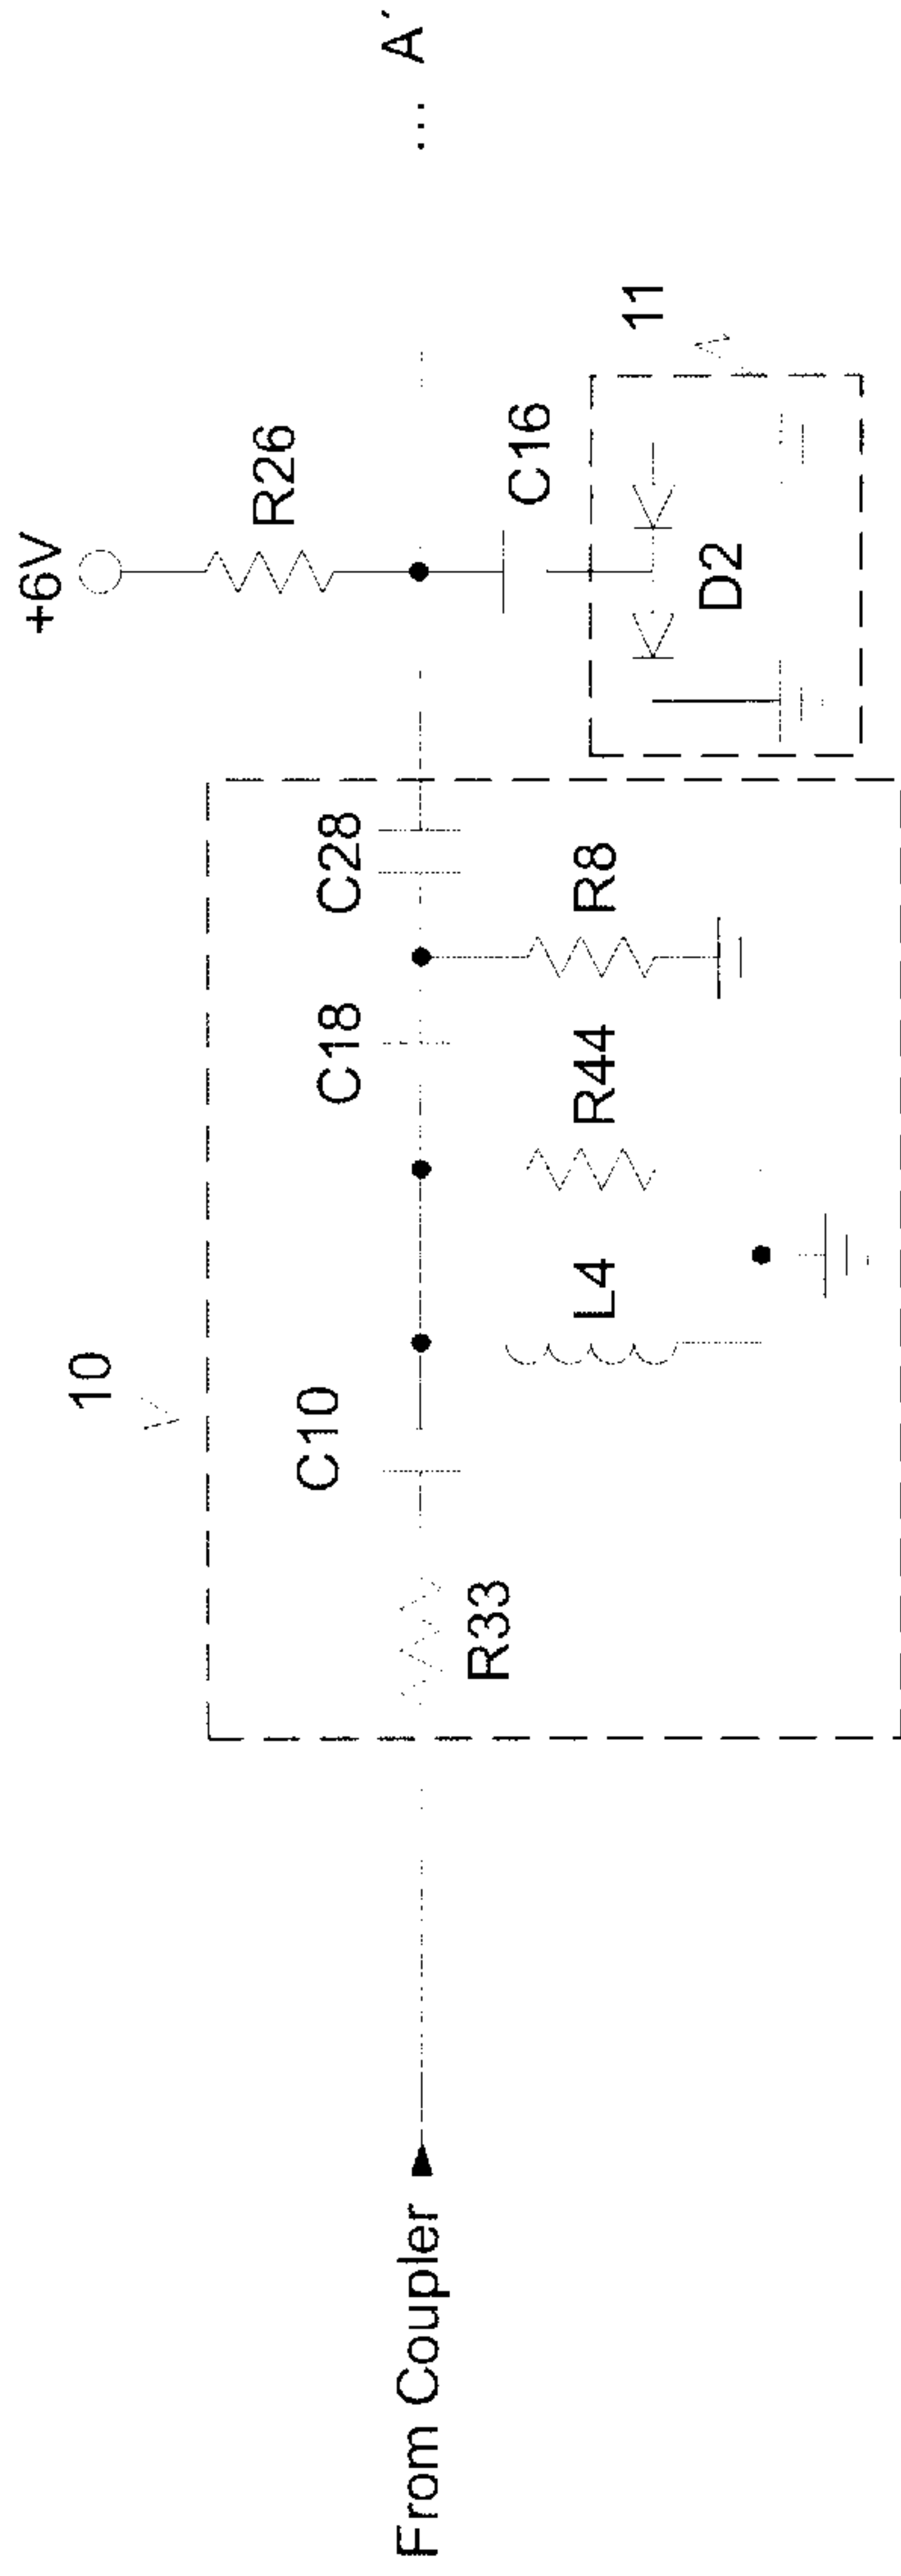 From Coupler
10
R33
C10
L4
R44
C18
R8
C28
+6V
R26
C16
D2
11
... A′